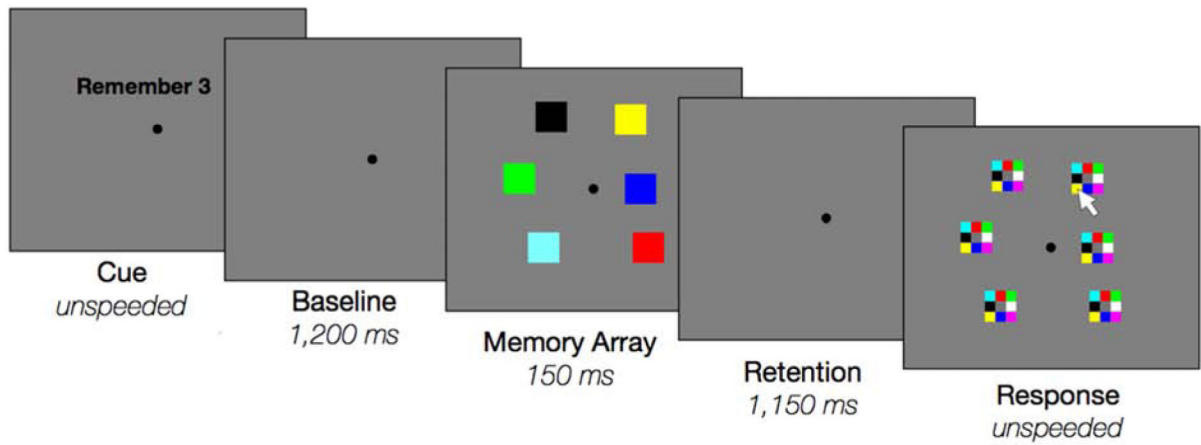 Remember 3
Cue
unspeeded
Baseline
1,200 ms
Memory Array
150 ms
Retention
1,150 ms
Response
unspeeded